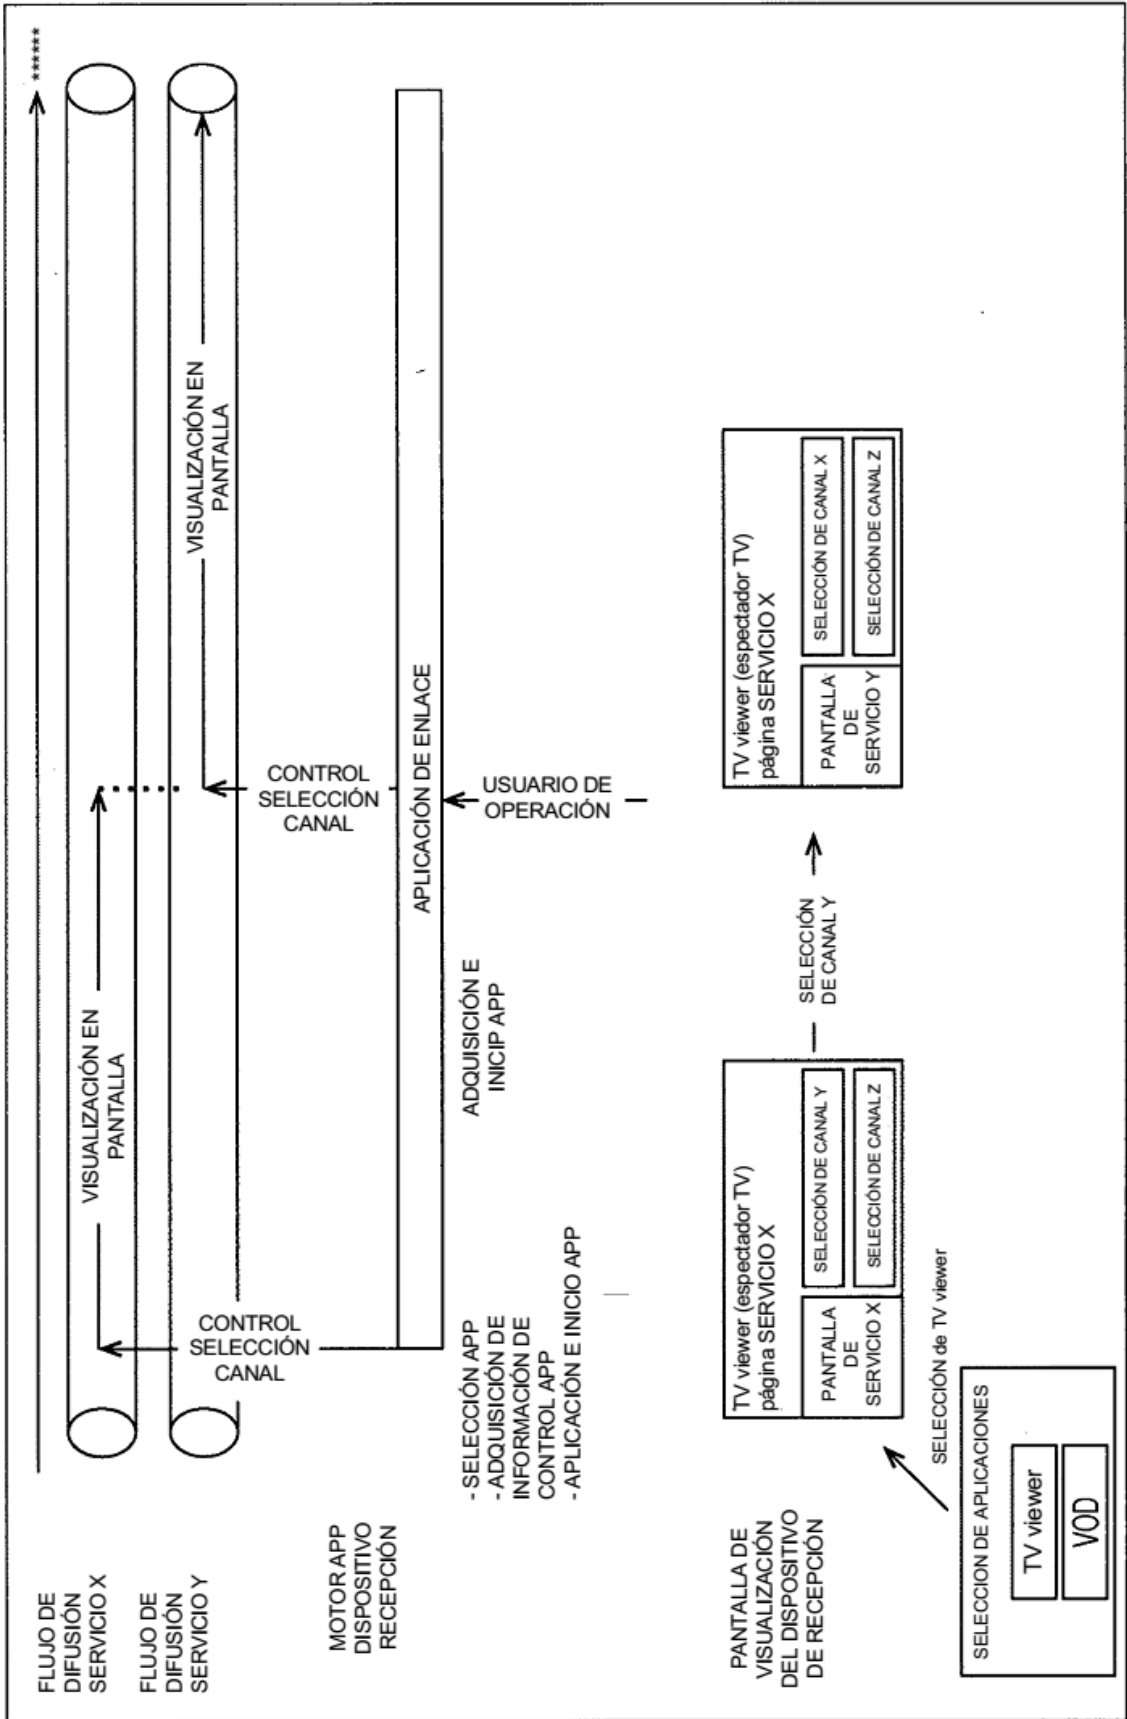 ******
FLUJO DE
DIFUSIÓN
SERVICIO X
VISUALIZACIÓN EN
PANTALLA
FLUJO DE
DIFUSIÓN
SERVICIO Y
VISUALIZACIÓN EN
PANTALLA
CONTROL
SELECCIÓN
CANAL
CONTROL
SELECCIÓN
CANAL
MOTOR APP
DISPOSITIVO
RECEPCIÓN
APLICACIÓN DE ENLACE
- SELECCIÓN APP
- ADQUISICIÓN DE
INFORMACIÓN DE
CONTROL APP
- APLICACIÓN E INICIO APP
ADQUISICIÓN E
INICIP APP
USUARIO DE
OPERACIÓN
PANTALLA DE
VISUALIZACIÓN
DEL DISPOSITIVO
DE RECEPCIÓN
TV viewer (espectador TV)
página SERVICIO X
PANTALLA
DE
SERVICIO X
SELECCIÓN DE CANAL Y
SELECCIÓN DE CANAL Z
SELECCIÓN
DE CANAL Y
TV viewer (espectador TV)
página SERVICIO X
PANTALLA
DE
SERVICIO Y
SELECCIÓN DE CANAL X
SELECCIÓN DE CANAL Z
SELECCIÓN de TV viewer
SELECCION DE APLICACIONES
TV viewer
VOD